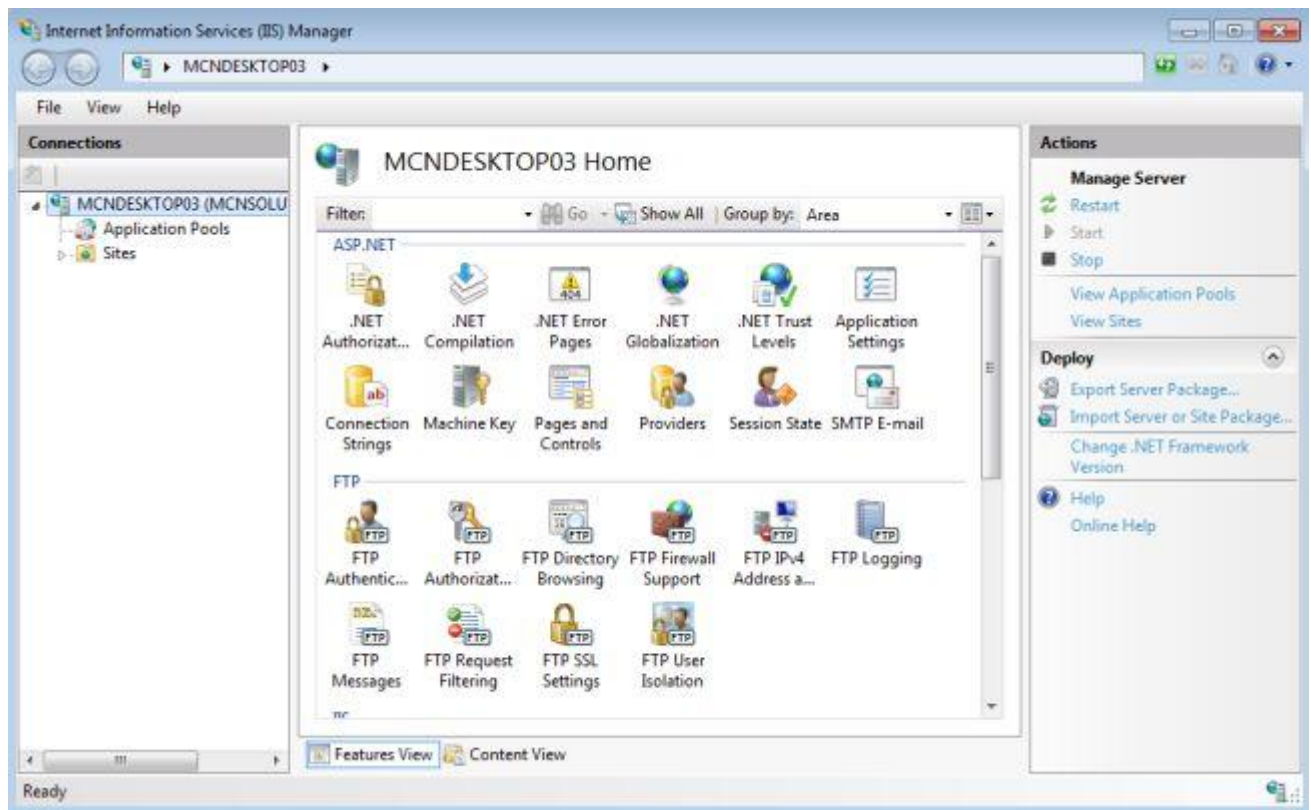 Internet Information Services (IIS) Manager
MCNDESKTOP03
File View Help
Connections
MCNDESKTOP03 (MCNSOLU
Application Pools
Sites
MCNDESKTOP03 Home
Filter: Go Show All Group by: Area
ASP.NET
.NET Authorizat...
.NET Compilation
.NET Error Pages
.NET Globalization
.NET Trust Levels
Application Settings
Connection Strings
Machine Key
Pages and Controls
Providers
Session State
SMTP E-mail
FTP
FTP Authentic...
FTP Authorizat...
FTP Directory Browsing
FTP Firewall Support
FTP IPv4 Address a...
FTP Logging
FTP Messages
FTP Request Filtering
FTP SSL Settings
FTP User Isolation
Features View Content View
Ready
Actions
Manage Server
Restart
Start
Stop
View Application Pools
View Sites
Deploy
Export Server Package...
Import Server or Site Package...
Change .NET Framework
Version
Help
Online Help